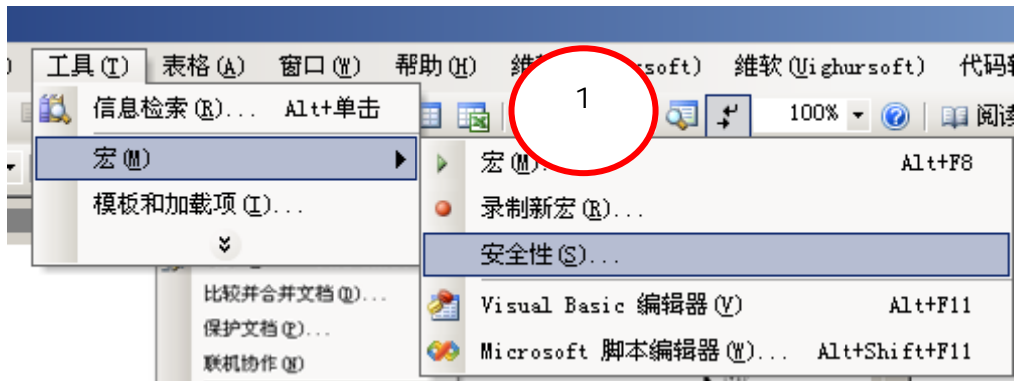 工具(T) 表格(A) 窗口(W) 帮助(H) 维软 soft) 维软(Uighursoft) 代码
信息检索(R)... Alt+单击 1 100% 阅读
宏(M) 宏(M)... Alt+F8
模板和加载项(I)... 录制新宏(R)...
安全性(S)...
比较并合并文档(D)... Visual Basic 编辑器(V) Alt+F11
保护文档(P)...
联机协作(N) Microsoft 脚本编辑器(W)... Alt+Shift+F11